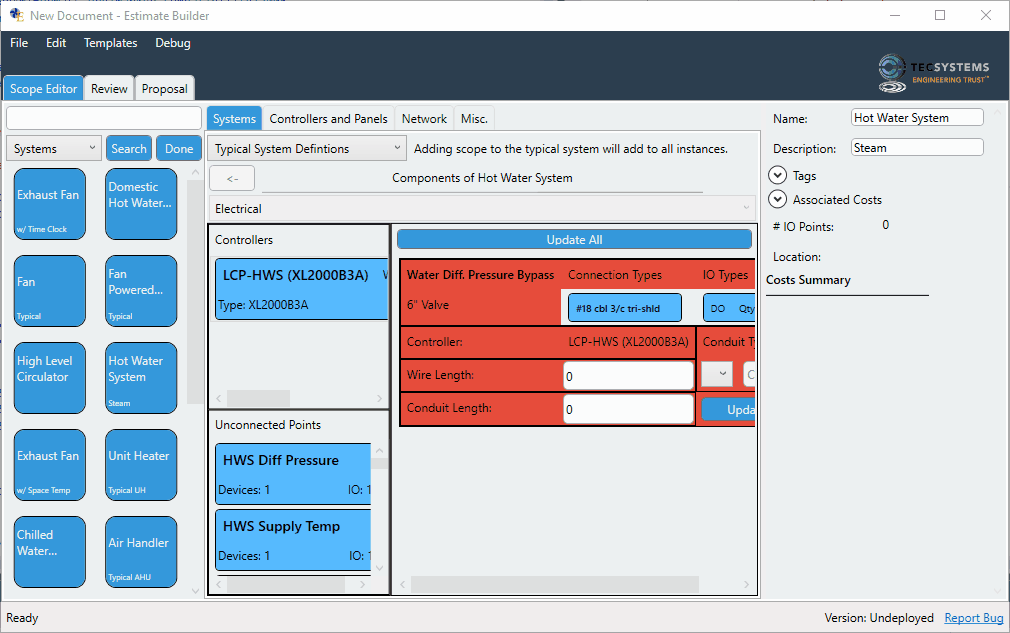 New Document - Estimate Builder
File Edit Templates Debug
TECSYSTEMS
ENGINEERING TRUST™
Scope Editor Review Proposal
Systems
Search Done
Exhaust Fan
w/ Time Clock
Domestic
Hot Water...
Fan
Typical
Fan
Powered...
Typical
High Level
Circulator
Hot Water
System
Steam
Exhaust Fan
w/ Space Temp
Unit Heater
Typical UH
Chilled
Water...
Air Handler
Typical AHU
Systems Controllers and Panels Network Misc.
Typical System Defintions Adding scope to the typical system will add to all instances.
<- Components of Hot Water System
Electrical
Controllers
LCP-HWS (XL2000B3A)
Type: XL2000B3A
Unconnected Points
HWS Diff Pressure
Devices: 1 IO: 1
HWS Supply Temp
Devices: 1 IO: 1
Update All
Water Diff. Pressure Bypass Connection Types IO Types
6" Valve #18 cbl 3/c tri-shld DO Qty
Controller: LCP-HWS (XL2000B3A) Conduit T
Wire Length: 0
Conduit Length: 0 Upda
Name: Hot Water System
Description: Steam
Tags
Associated Costs
# IO Points: 0
Location:
Costs Summary
Ready Version: Undeployed Report Bug